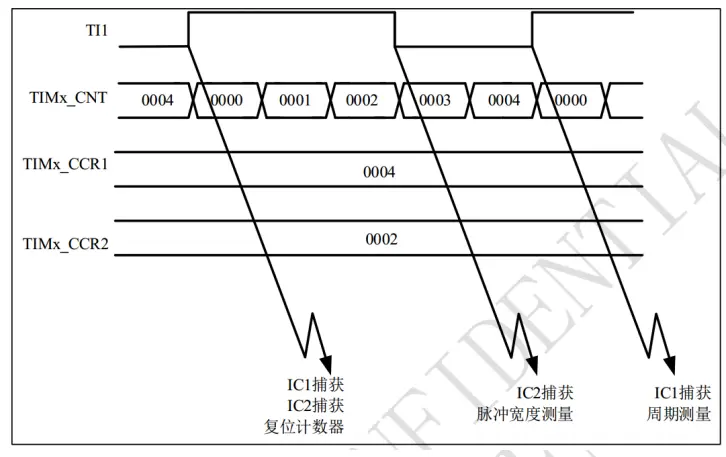 TI1
TIMx_CNT 0004 0000 0001 0002 0003 0004 0000
TIMx_CCR1 0004
TIMx_CCR2 0002
IC1捕获
IC2捕获
复位计数器
IC2捕获
脉冲宽度测量
IC1捕获
周期测量